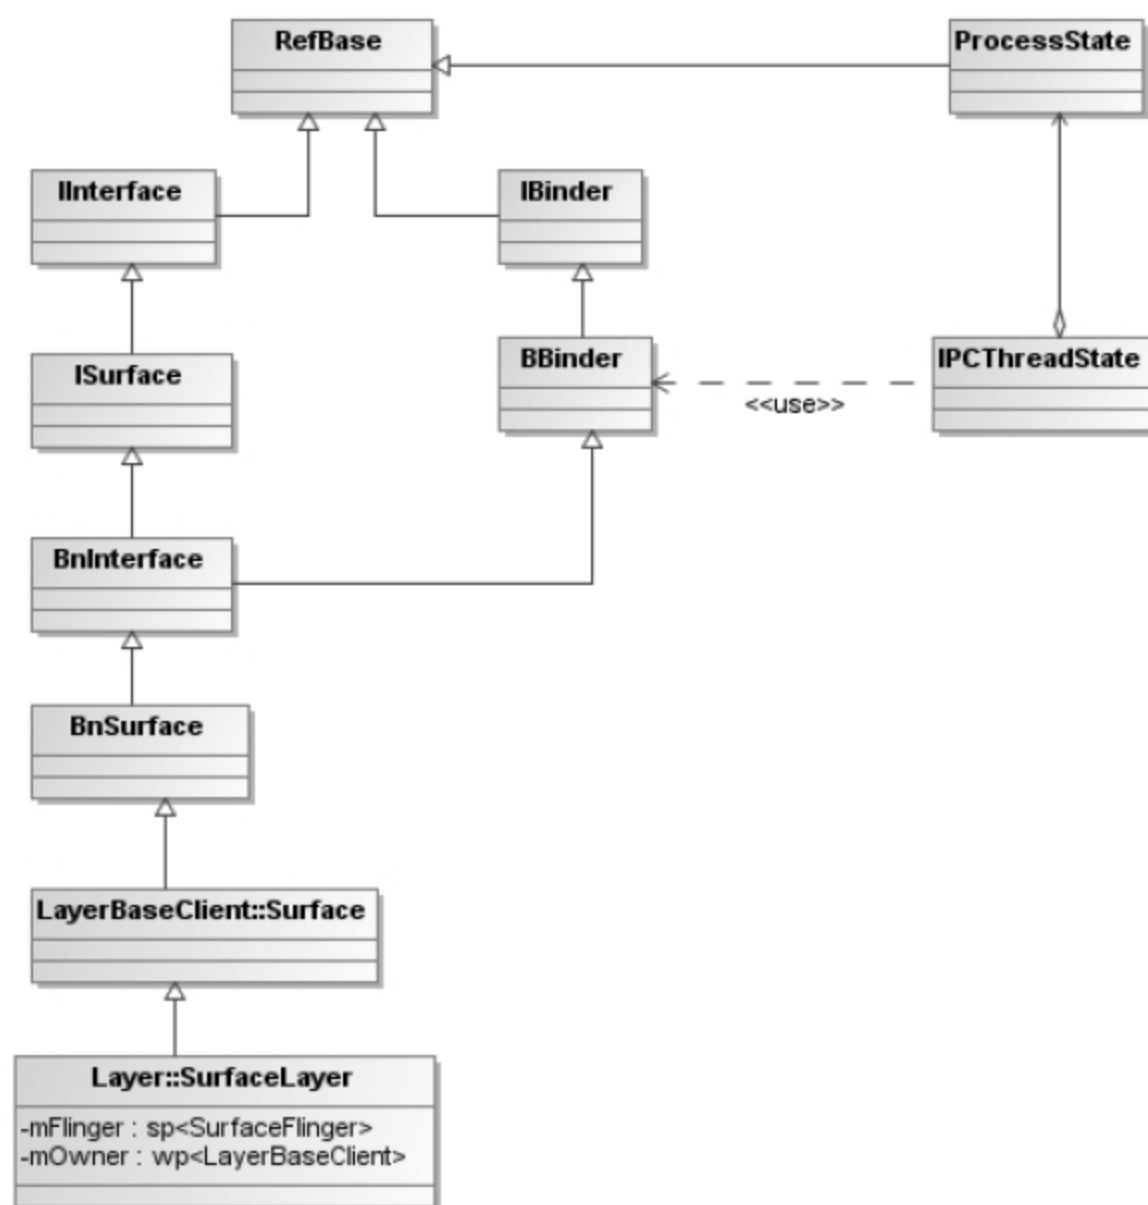 RefBase
ProcessState
IInterface
IBinder
ISurface
BBinder
IPCThreadState
<<use>>
BnInterface
BnSurface
LayerBaseClient::Surface
Layer::SurfaceLayer
-mFlinger : sp<SurfaceFlinger>
-mOwner : wp<LayerBaseClient>